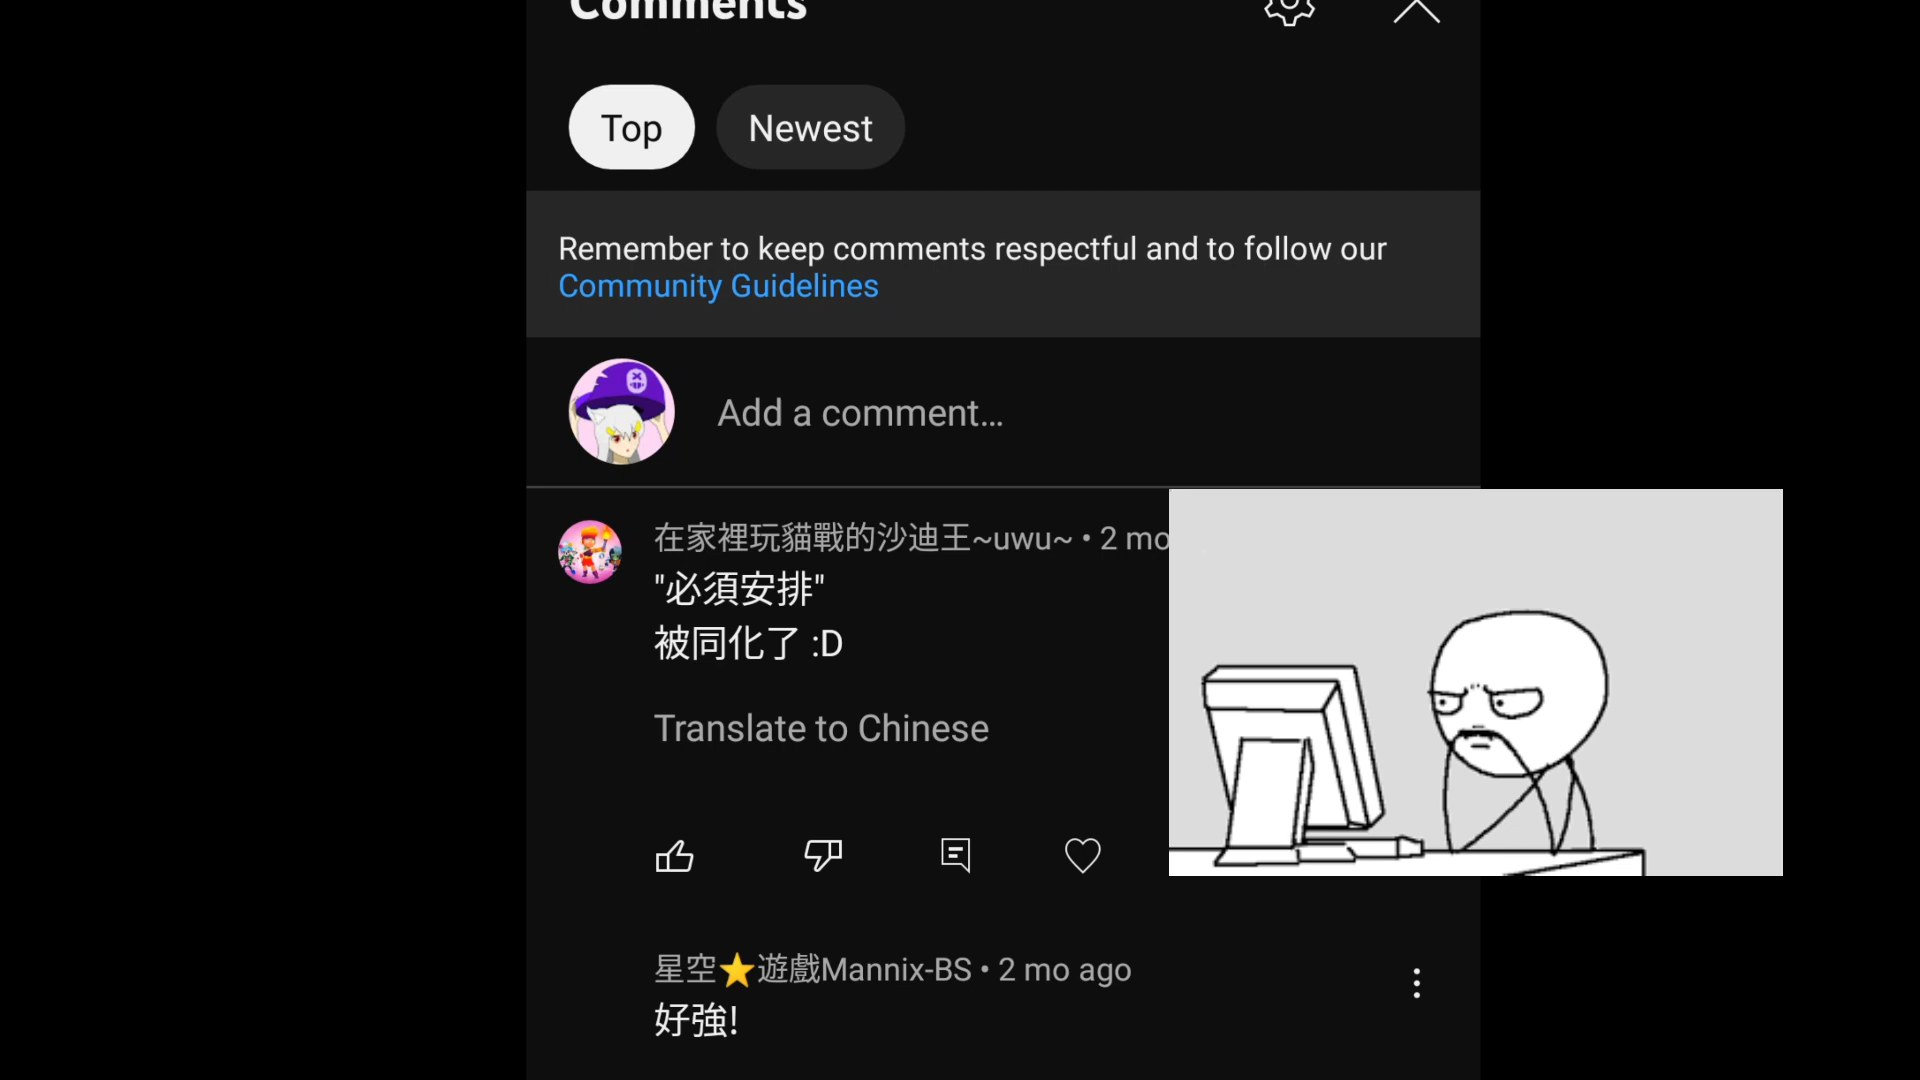 Comments
Top
Newest
Remember to keep comments respectful and to follow our
Community Guidelines
Add a comment...
在家裡玩貓戰的沙迪王~uwu~ • 2 mo
"必須安排"
被同化了 :D
Translate to Chinese
星空⭐遊戲Mannix-BS • 2 mo ago
好強!